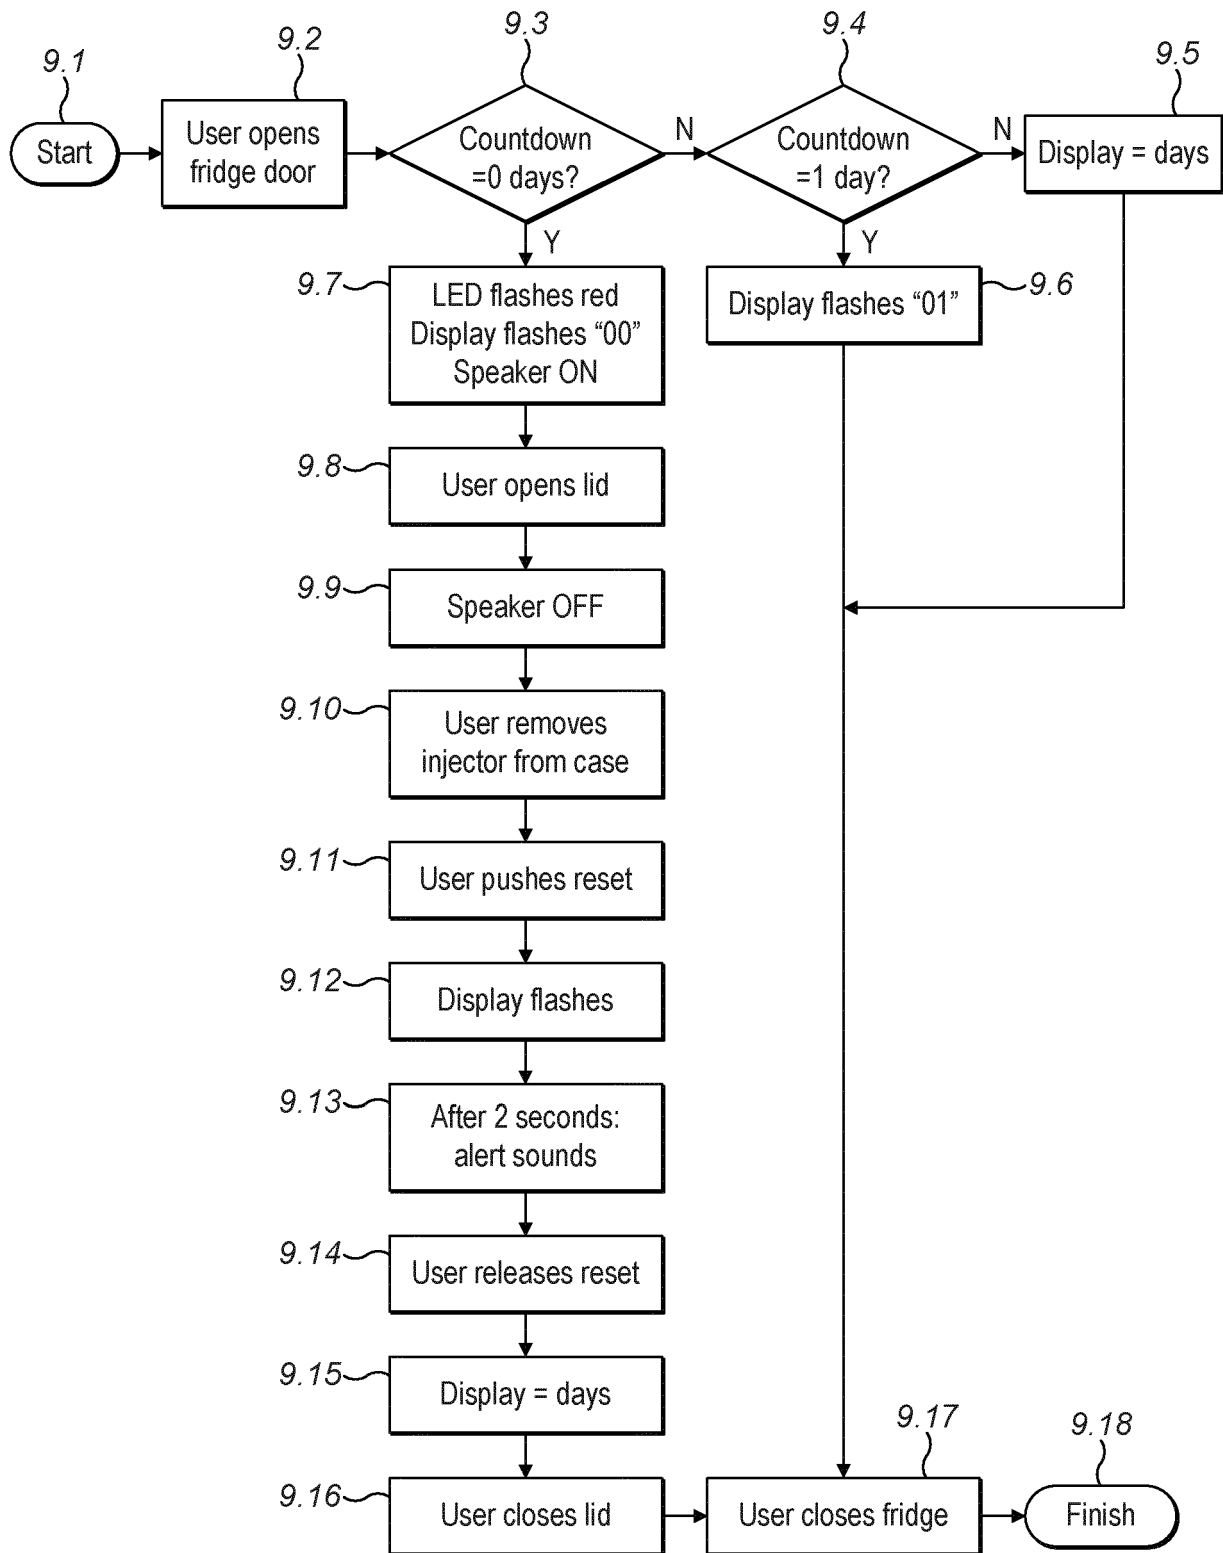 9.1
Start
9.2
User opens
fridge door
9.3
Countdown
=0 days?
N
Y
9.4
Countdown
=1 day?
N
Y
9.5
Display = days
9.6
Display flashes “01”
9.7
LED flashes red
Display flashes “00”
Speaker ON
9.8
User opens lid
9.9
Speaker OFF
9.10
User removes
injector from case
9.11
User pushes reset
9.12
Display flashes
9.13
After 2 seconds:
alert sounds
9.14
User releases reset
9.15
Display = days
9.16
User closes lid
9.17
User closes fridge
9.18
Finish